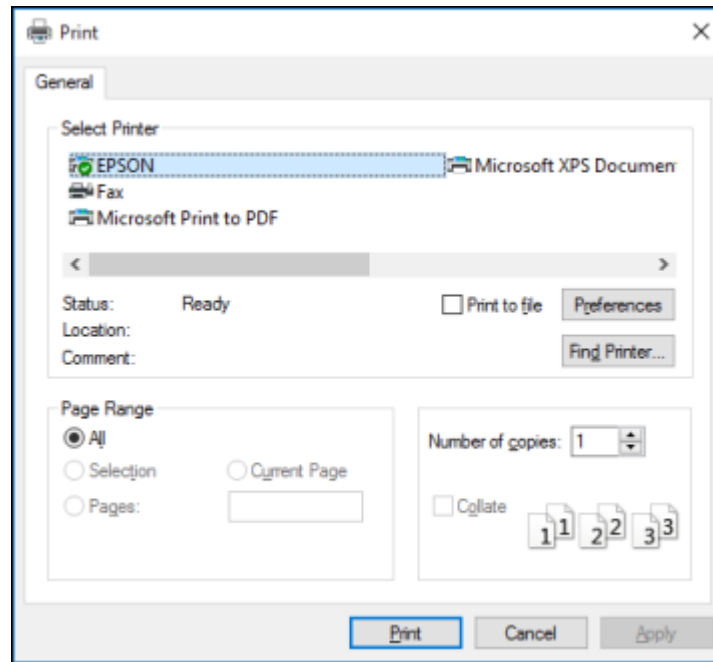 Print
General
Select Printer
EPSON
Microsoft XPS Documen
Fax
Microsoft Print to PDF
Status: Ready
Print to file
Preferences
Location:
Comment:
Find Printer...
Page Range
All
Selection
Current Page
Pages:
Number of copies: 1
Collate
1 1 2 2 3 3
Print
Cancel
Apply